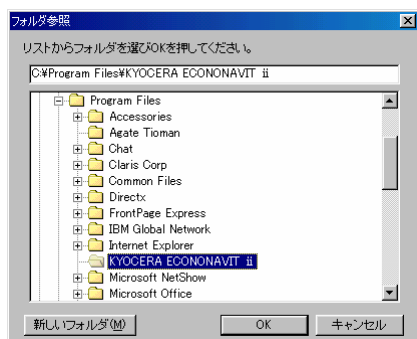 フォルダ参照
リストからフォルダを選びOKを押してください。
C:¥Program Files¥KYOCERA ECONONAVIT ⅱ
Program Files
Accessories
Agate Tioman
Chat
Claris Corp
Common Files
Directx
FrontPage Express
IBM Global Network
Internet Explorer
KYOCERA ECONONAVIT ⅱ
Microsoft NetShow
Microsoft Office
新しいフォルダ(M) OK キャンセル